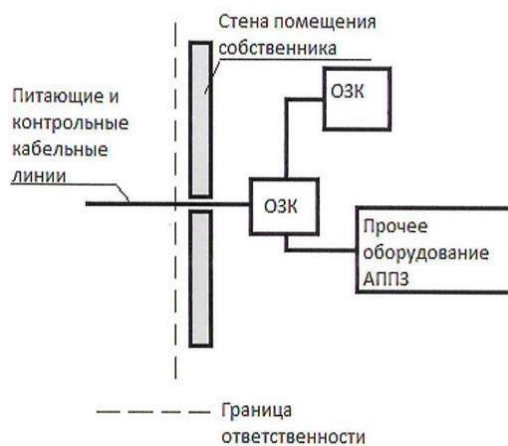 Стена помещения
собственника
ОЗК
Питающие и
контрольные
кабельные
линии
ОЗК
Прочее
оборудование
АППЗ
Граница
ответственности